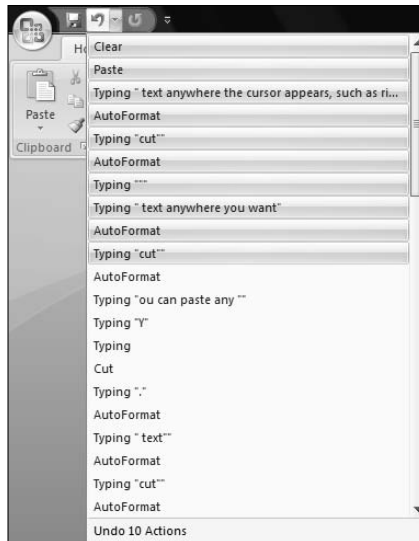 Ho
Paste
Clipboard
Clear
Paste
Typing " text anywhere the cursor appears, such as ri...
AutoFormat
Typing "cut""
AutoFormat
Typing """
Typing " text anywhere you want"
AutoFormat
Typing "cut""
AutoFormat
Typing "ou can paste any ""
Typing "Y"
Typing
Cut
Typing "."
AutoFormat
Typing " text""
AutoFormat
Typing "cut""
AutoFormat
Undo 10 Actions